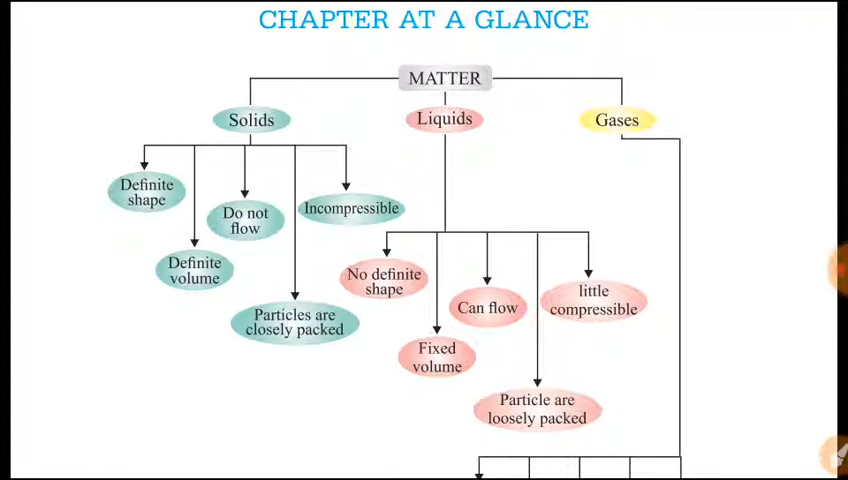 CHAPTER AT A GLANCE
MATTER
Solids
Liquids
Gases
Definite
shape
Do not
flow
Incompressible
Definite
volume
Particles are
closely packed
No definite
shape
Can flow
little
compressible
Fixed
volume
Particle are
loosely packed